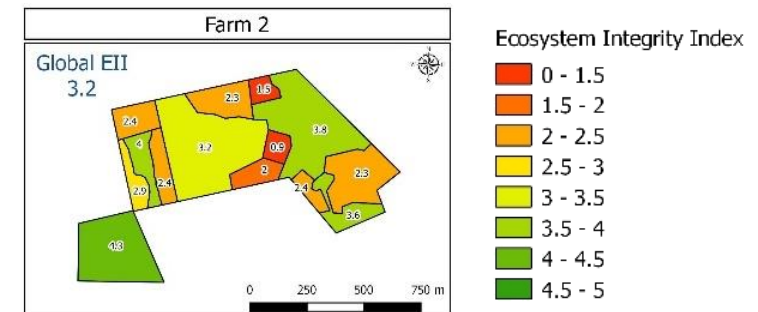 Farm 2
Ecosystem Integrity Index
Global EII
3.2
0 - 1.5
1.5 - 2
2 - 2.5
2.5 - 3
3 - 3.5
3.5 - 4
4 - 4.5
4.5 - 5
1.5
2.3
2.4
3.8
4
3.2
0.9
2
2.3
2.4
2.9
2.4
3.6
4.3
0 250 500 750 m